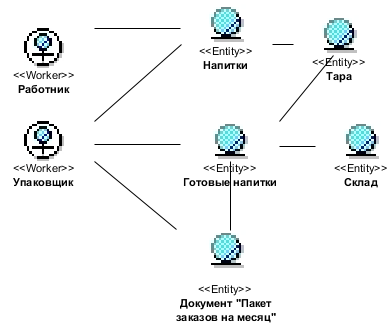 <<Entity>>
Напитки
<<Entity>>
Тара
<<Worker>>
Работник
<<Worker>>
Упаковщик
<<Entity>>
Готовые напитки
<<Entity>>
Склад
<<Entity>>
Документ "Пакет
заказов на месяц"